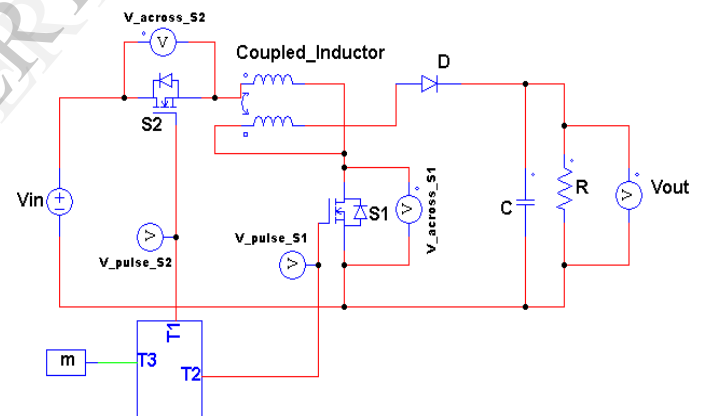 V_across_S2
V
Coupled_Inductor
D
S2
Vin
V
V_pulse_S2
V_pulse_S1
V
S1
V
V_across_S1
C
R
V
Vout
T1
m
T3
T2